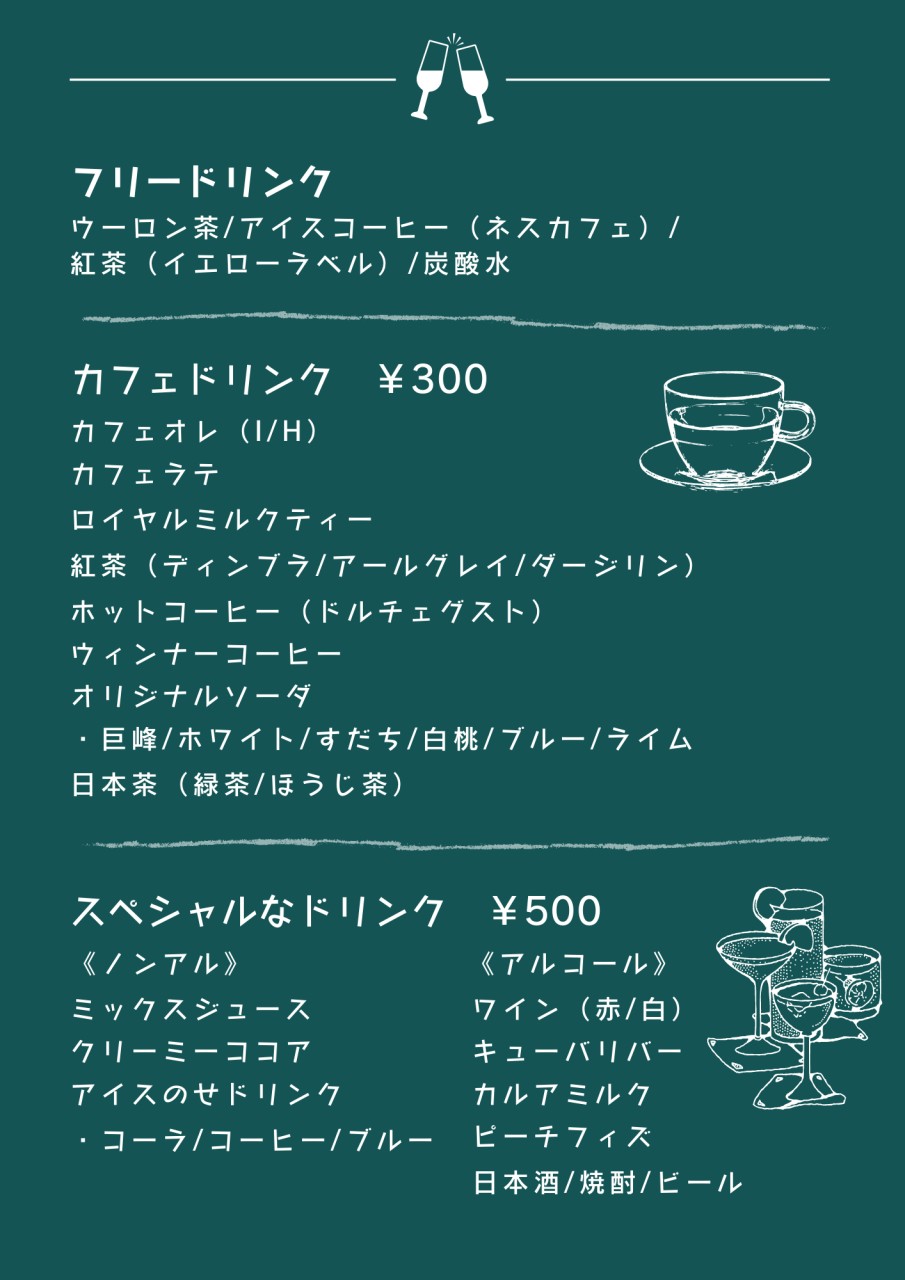 フリードリンク
ウーロン茶/アイスコーヒー（ネスカフェ）/
紅茶（イエローラベル）/炭酸水
カフェドリンク　￥300
カフェオレ（I/H）
カフェラテ
ロイヤルミルクティー
紅茶（ディンブラ/アールグレイ/ダージリン）
ホットコーヒー（ドルチェグスト）
ウィンナーコーヒー
オリジナルソーダ
・巨峰/ホワイト/すだち/白桃/ブルー/ライム
日本茶（緑茶/ほうじ茶）
スペシャルなドリンク　￥500
《ノンアル》
ミックスジュース
クリーミーココア
アイスのせドリンク
・コーラ/コーヒー/ブルー
《アルコール》
ワイン（赤/白）
キューバリバー
カルアミルク
ピーチフィズ
日本酒/焼酎/ビール